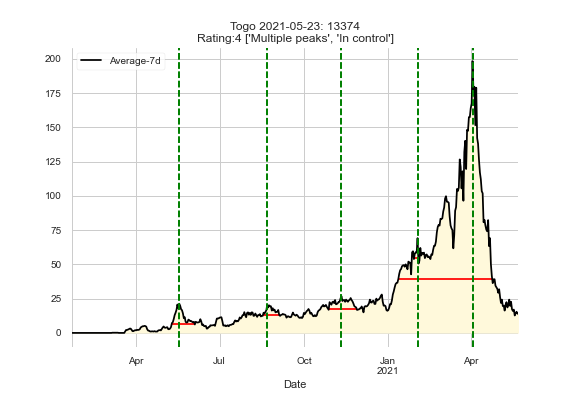 Togo 2021-05-23: 13374
Rating:4 ['Multiple peaks', 'In control']
Average-7d
200
175
150
125
100
75
50
25
0
Apr
Jul
Oct
Jan
2021
Apr
Date